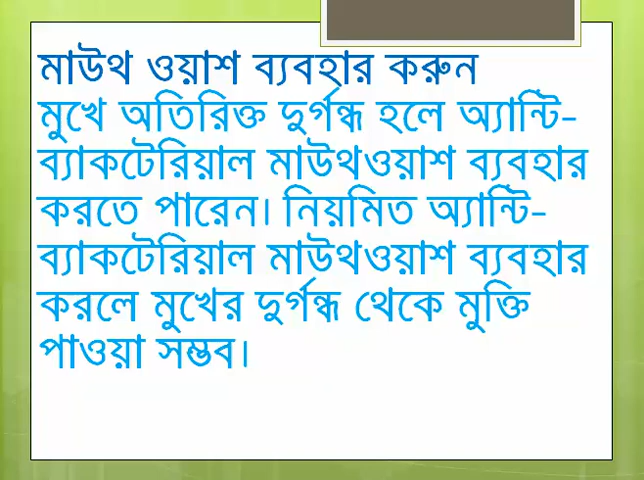 মাউথ ওয়াশ ব্যবহার করুন
মুখে অতিরিক্ত দুর্গন্ধ হলে অ্যান্টি-
ব্যাকটেরিয়াল মাউথওয়াশ ব্যবহার
করতে পারেন। নিয়মিত অ্যান্টি-
ব্যাকটেরিয়াল মাউথওয়াশ ব্যবহার
করলে মুখের দুর্গন্ধ থেকে মুক্তি
পাওয়া সম্ভব।